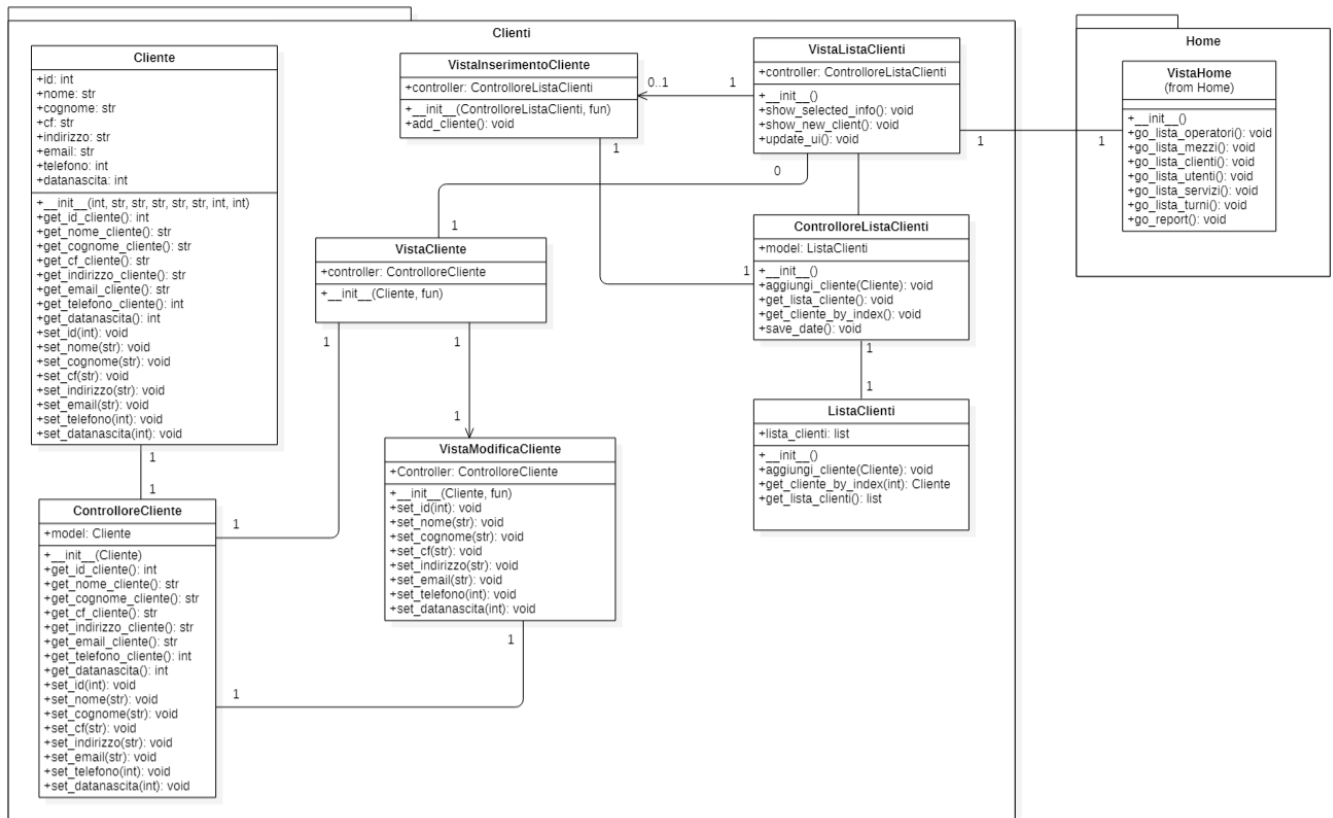 Clienti
Cliente
+id: int
+nome: str
+cognome: str
+cf: str
+indirizzo: str
+email: str
+telefono: int
+datanascita: int
+__init__(int, str, str, str, str, str, int, int)
+get_id_cliente(): int
+get_nome_cliente(): str
+get_cognome_cliente(): str
+get_cf_cliente(): str
+get_indirizzo_cliente(): str
+get_email_cliente(): str
+get_telefono_cliente(): int
+get_datanascita(): int
+set_id(int): void
+set_nome(str): void
+set_cognome(str): void
+set_cf(str): void
+set_indirizzo(str): void
+set_email(str): void
+set_telefono(int): void
+set_datanascita(int): void
1
1
ControlloreCliente
+model: Cliente
+__init__(Cliente)
+get_id_cliente(): int
+get_nome_cliente(): str
+get_cognome_cliente(): str
+get_cf_cliente(): str
+get_indirizzo_cliente(): str
+get_email_cliente(): str
+get_telefono_cliente(): int
+get_datanascita(): int
+set_id(int): void
+set_nome(str): void
+set_cognome(str): void
+set_cf(str): void
+set_indirizzo(str): void
+set_email(str): void
+set_telefono(int): void
+set_datanascita(int): void
VistaInserimentoCliente
+controller: ControlloreListaClienti
+__init__(ControlloreListaClienti, fun)
+add_cliente(): void
0..1
1
1
VistaListaClienti
+controller: ControlloreListaClienti
+__init__()
+show_selected_info(): void
+show_new_client(): void
+update_ui(): void
0
1
1
1
VistaCliente
+controller: ControlloreCliente
+__init__(Cliente, fun)
1
1
1
1
VistaModificaCliente
+Controller: ControlloreCliente
+__init__(Cliente, fun)
+set_id(int): void
+set_nome(str): void
+set_cognome(str): void
+set_cf(str): void
+set_indirizzo(str): void
+set_email(str): void
+set_telefono(int): void
+set_datanascita(int): void
1
1
ControlloreListaClienti
+model: ListaClienti
+__init__()
+aggiungi_cliente(Cliente): void
+get_lista_cliente(): void
+get_cliente_by_index(): void
+save_date(): void
1
1
1
ListaClienti
+lista_clienti: list
+__init__()
+aggiungi_cliente(Cliente): void
+get_cliente_by_index(int): Cliente
+get_lista_clienti(): list
Home
VistaHome
(from Home)
+__init__()
+go_lista_operatori(): void
+go_lista_mezzi(): void
+go_lista_clienti(): void
+go_lista_utenti(): void
+go_lista_servizi(): void
+go_lista_turni(): void
+go_report(): void